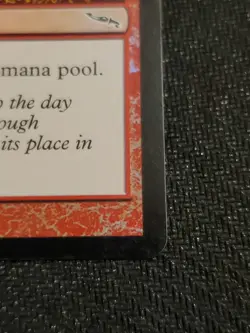 mana pool.
the day
ough
its place in